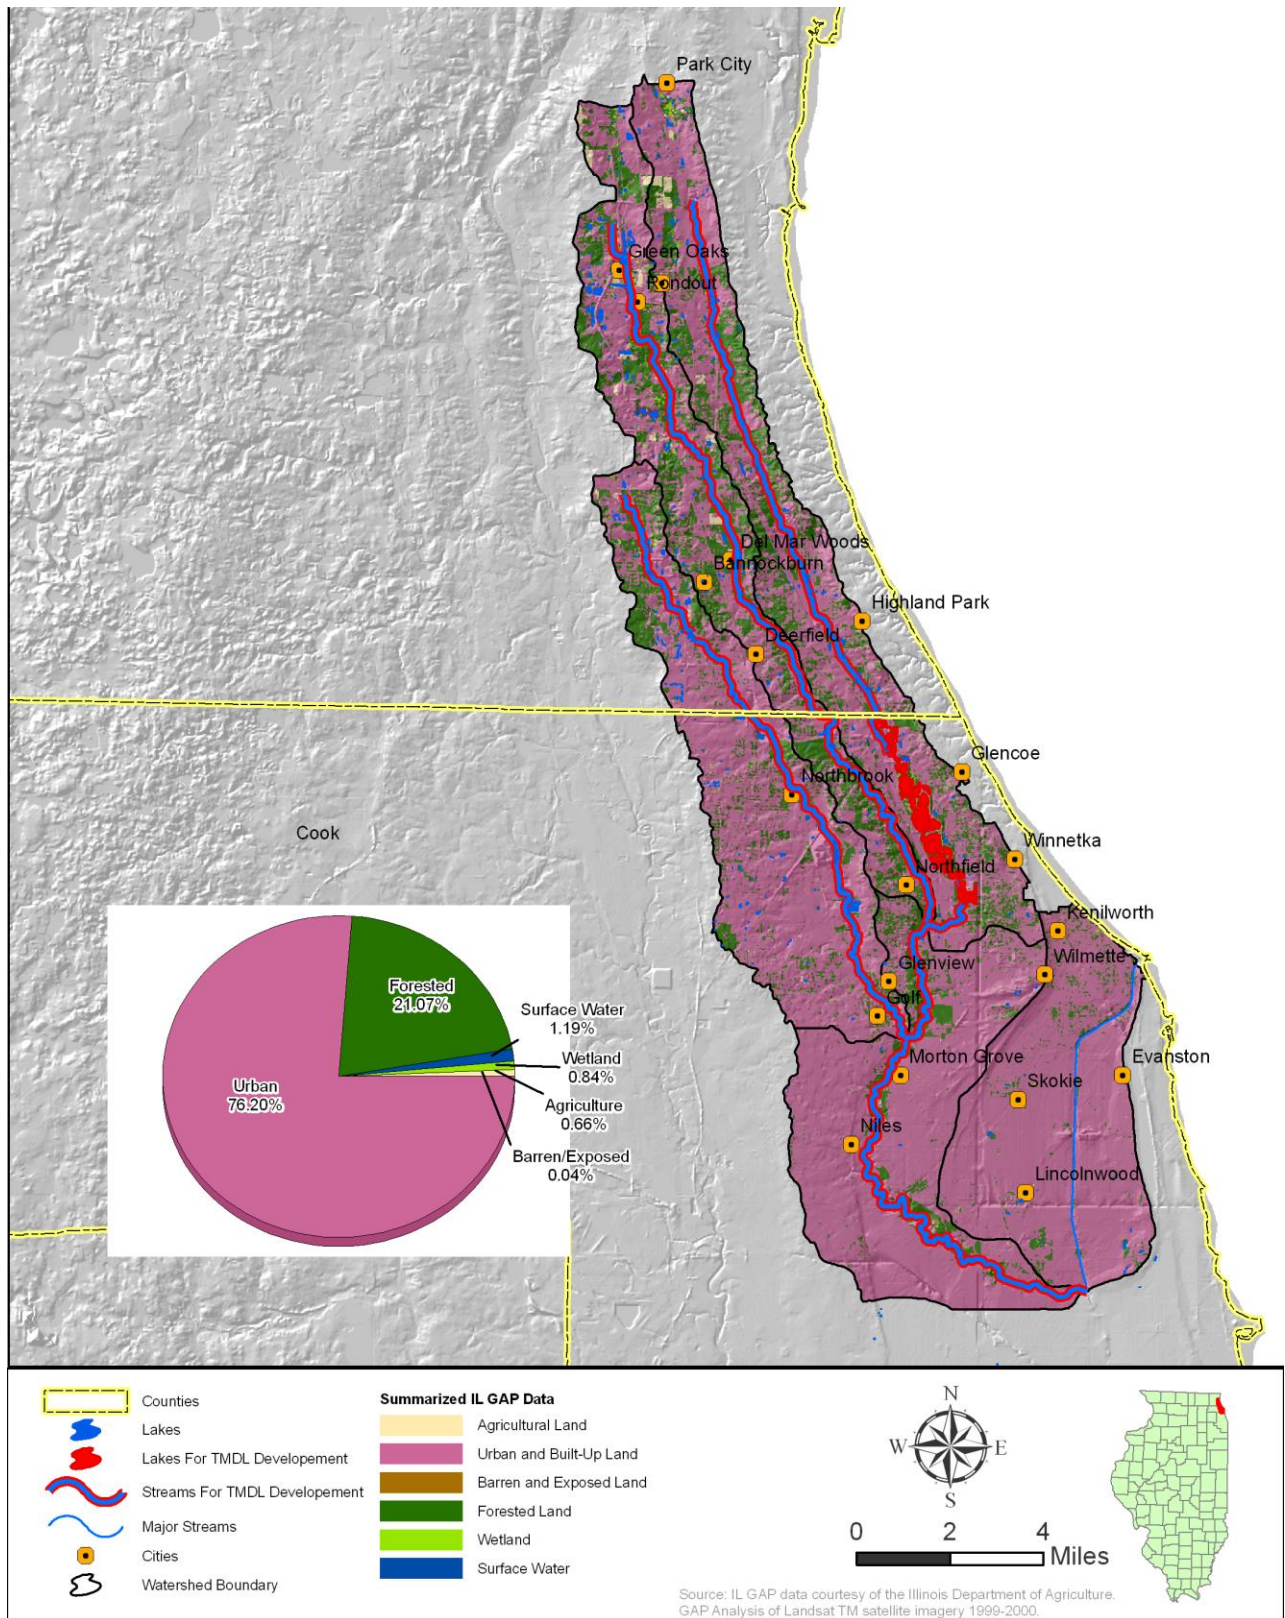 Park City
Green Oaks
Rondout
Del Mar Woods
Bannockburn
Highland Park
Deerfield
Glencoe
Northbrook
Cook
Winnetka
Northfield
Kenilworth
Wilmette
Glenview
Golf
Morton Grove
Evanston
Skokie
Niles
Lincolnwood
Forested
21.07%
Surface Water
1.19%
Wetland
0.84%
Urban
76.20%
Agriculture
0.66%
Barren/Exposed
0.04%
Counties
Lakes
Lakes For TMDL Development
Streams For TMDL Developement
Major Streams
Cities
Watershed Boundary
Summarized IL GAP Data
Agricultural Land
Urban and Built-Up Land
Barren and Exposed Land
Forested Land
Wetland
Surface Water
N
W E
S
0 2 4
Miles
Source: IL GAP data courtesy of the Illinois Department of Agriculture.
GAP Analysis of Landsat TM satellite imagery 1999-2000.